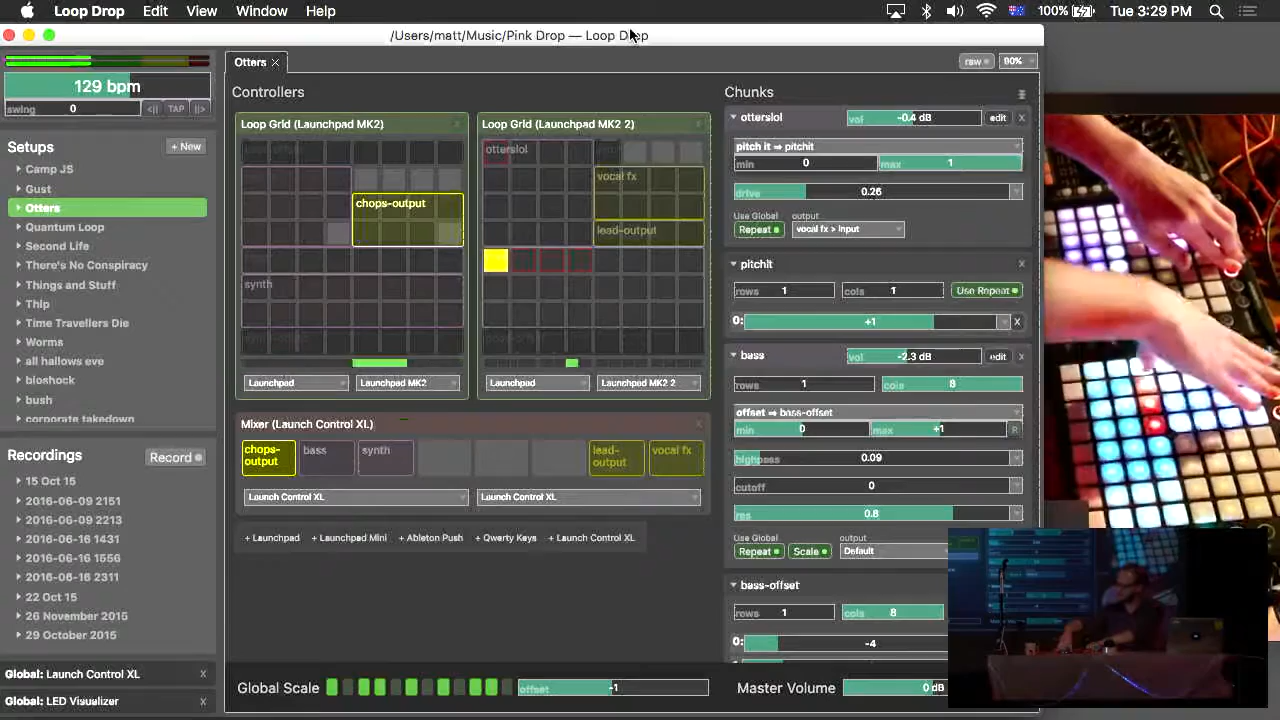 Loop Drop Edit View Window Help 100% Tue 3:29 PM
/Users/matt/Music/Pink Drop — Loop Drop
129 bpm
swing 0 TAP
Setups + New
Camp JS
Gust
Otters
Quantum Loop
Second Life
There's No Conspiracy
Things and Stuff
Thip
Time Travellers Die
Worms
all hallows eve
bioshock
bush
corporate takedown
Recordings Record
15 Oct 15
2016-06-09 2151
2016-06-09 2213
2016-06-16 1431
2016-06-16 1556
2016-06-16 2311
22 Oct 15
26 November 2015
29 October 2015
Global: Launch Control XL X
Global: LED Visualizer X
Otters raw 90%
Controllers
Loop Grid (Launchpad MK2)
chops-output
synth
Launchpad Launchpad MK2
Loop Grid (Launchpad MK2 2)
otterslol
vocal fx
lead-output
Launchpad Launchpad MK2 2
Mixer (Launch Control XL)
chops-output bass synth lead-output vocal fx
Launch Control XL Launch Control XL
+ Launchpad + Launchpad Mini + Ableton Push + Qwerty Keys + Launch Control XL
Chunks
otterslol vol -0.4 dB edit X
pitch it ⇒ pitchit
min 0 max 1
drive 0.26
Use Global output
Repeat vocal fx > input
pitchit X
rows 1 cols 1 Use Repeat
0: +1 X
bass vol -2.3 dB edit X
rows 1 cols 8
offset ⇒ bass-offset
min 0 max +1 R
highpass 0.09
cutoff 0
res 0.8
Use Global output
Repeat Scale Default
bass-offset
rows 1 cols 8
0: -4
Global Scale offset -1 Master Volume 0 dB